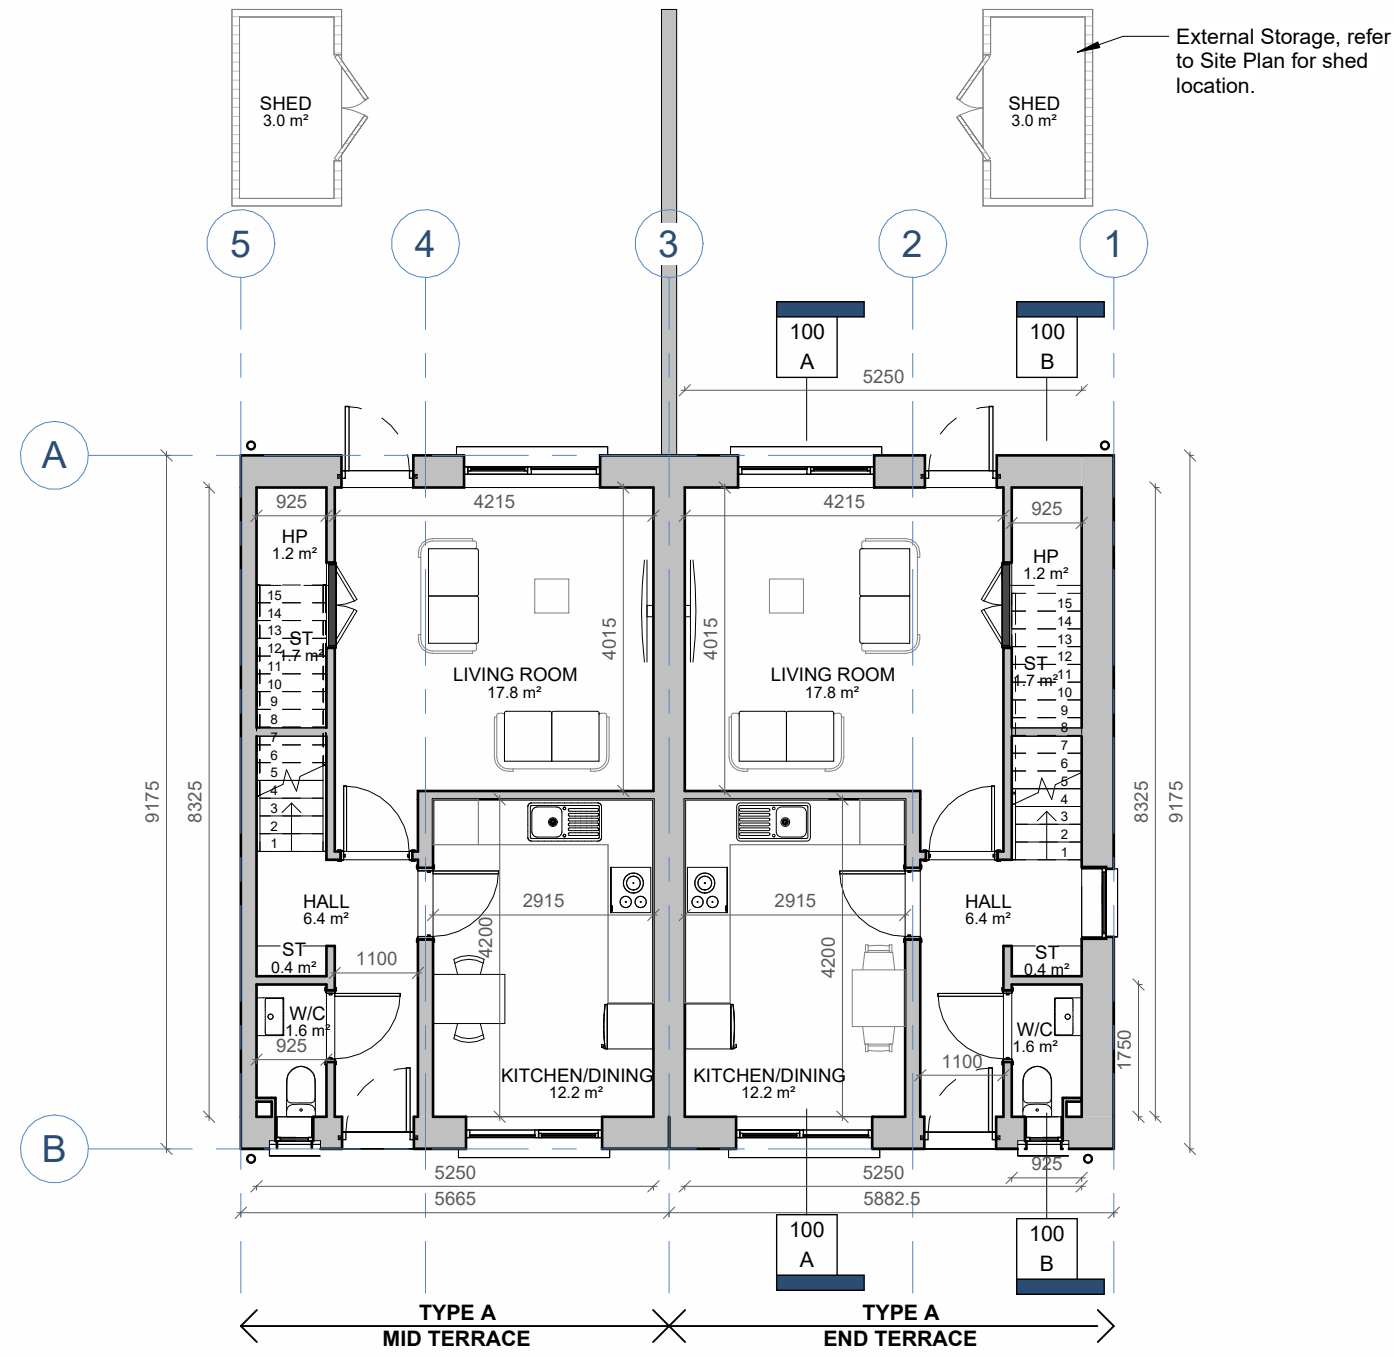 External Storage, refer
to Site Plan for shed
location.
SHED
3.0 m²
SHED
3.0 m²
5
4
3
2
1
100
A
100
B
5250
A
925
4215
4215
925
HP
1.2 m²
HP
1.2 m²
15
14
13
12
11
10
9
8
7
6
5
4
3
2
1
ST
1.7 m²
15
14
13
12
11
10
9
8
7
6
5
4
3
2
1
ST
1.7 m²
4015
4015
LIVING ROOM
17.8 m²
LIVING ROOM
17.8 m²
9175
8325
8325
9175
HALL
6.4 m²
2915
2915
HALL
6.4 m²
4200
4200
ST
0.4 m²
1100
ST
0.4 m²
W/C
1.6 m²
925
W/C
1.6 m²
1100
1750
KITCHEN/DINING
12.2 m²
KITCHEN/DINING
12.2 m²
B
5250
5250
925
5665
5882.5
100
A
100
B
TYPE A
MID TERRACE
TYPE A
END TERRACE